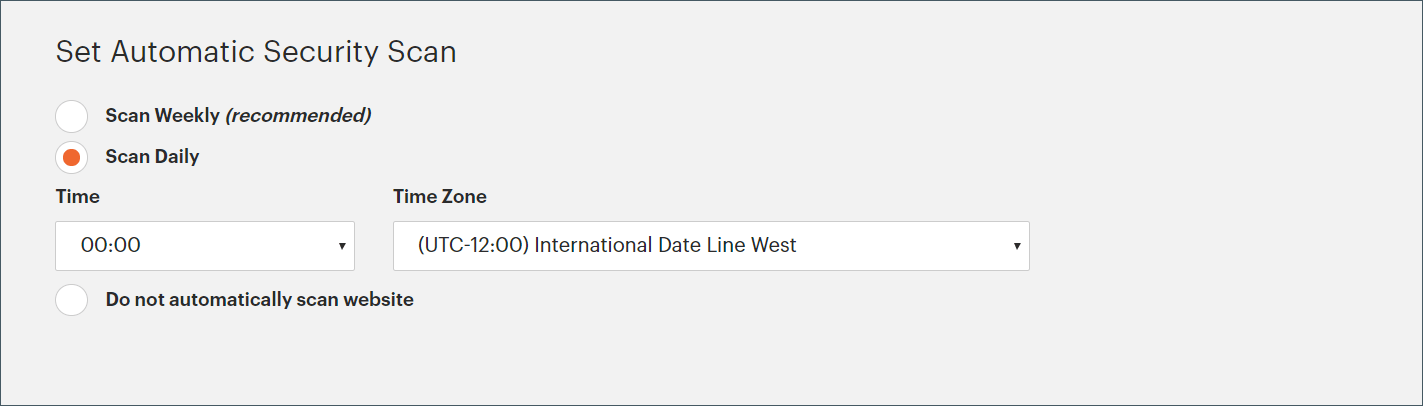 Set Automatic Security Scan
Scan Weekly (recommended)
Scan Daily
Time
Time Zone
00:00
(UTC-12:00) International Date Line West
Do not automatically scan website